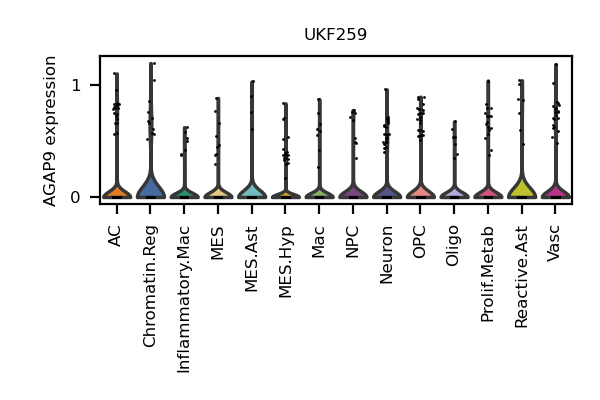 UKF259
AGAP9 expression
1
0
AC
Chromatin.Reg
Inflammatory.Mac
MES
MES.Ast
MES.Hyp
Mac
NPC
Neuron
OPC
Oligo
Prolif.Metab
Reactive.Ast
Vasc